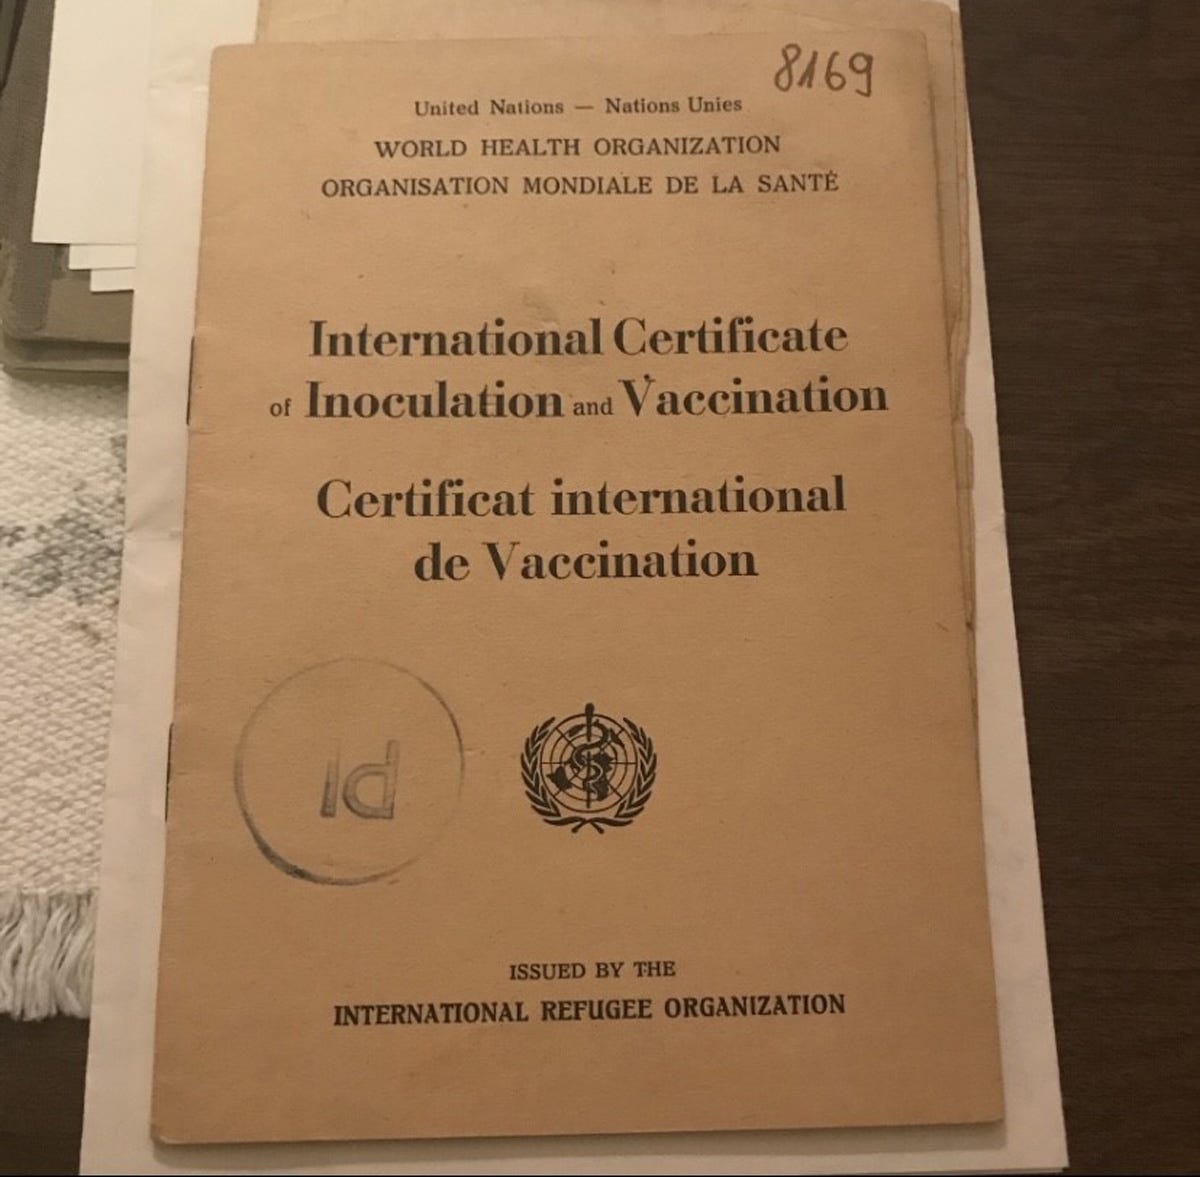 8169
United Nations — Nations Unies
WORLD HEALTH ORGANIZATION
ORGANISATION MONDIALE DE LA SANTÉ
International Certificate
of Inoculation and Vaccination
Certificat international
de Vaccination
ISSUED BY THE
INTERNATIONAL REFUGEE ORGANIZATION